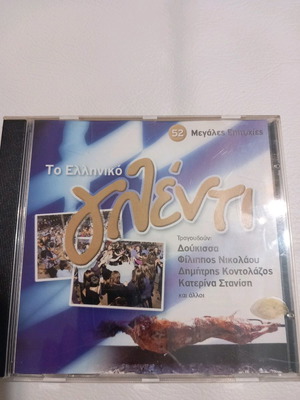 52 Μεγάλες Επιτυχίες
Το Ελληνικό
γλέντι
Τραγουδούν:
Δούκισσα
Φίλιππος Νικολάου
Δημήτρης Κοντολάζος
Κατερίνα Στανίση
και άλλοι